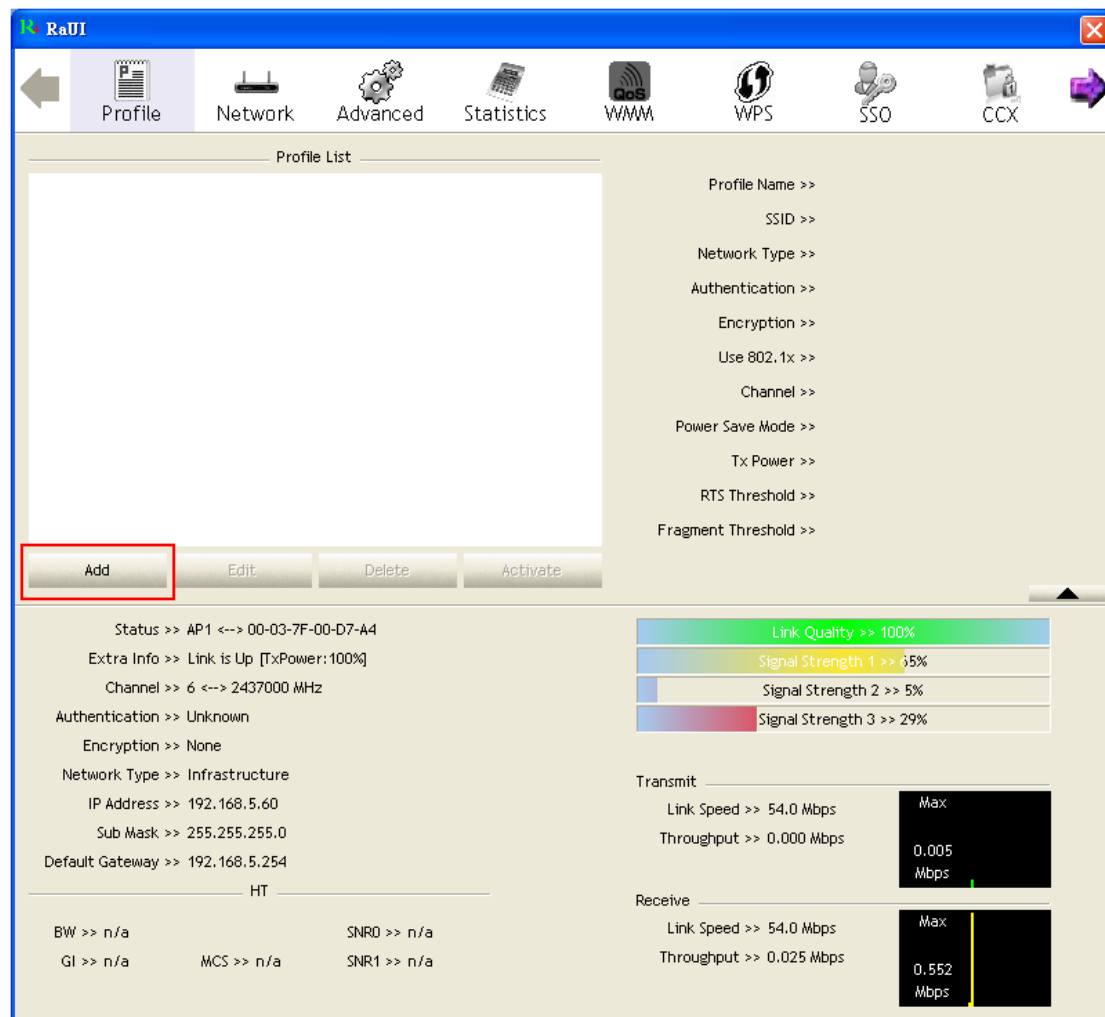 RaUI
Profile Network Advanced Statistics WMM WPS SSO CCX
QoS
Profile List
Profile Name >>
SSID >>
Network Type >>
Authentication >>
Encryption >>
Use 802.1x >>
Channel >>
Power Save Mode >>
Tx Power >>
RTS Threshold >>
Fragment Threshold >>
Add Edit Delete Activate
Status >> AP1 <--> 00-03-7F-00-D7-A4
Extra Info >> Link is Up [TxPower:100%]
Channel >> 6 <--> 2437000 MHz
Authentication >> Unknown
Encryption >> None
Network Type >> Infrastructure
IP Address >> 192.168.5.60
Sub Mask >> 255.255.255.0
Default Gateway >> 192.168.5.254
HT
BW >> n/a SNR0 >> n/a
GI >> n/a MCS >> n/a SNR1 >> n/a
Link Quality >> 100%
Signal Strength 1 >> 65%
Signal Strength 2 >> 5%
Signal Strength 3 >> 29%
Transmit
Link Speed >> 54.0 Mbps
Throughput >> 0.000 Mbps
Max
0.005
Mbps
Receive
Link Speed >> 54.0 Mbps
Throughput >> 0.025 Mbps
Max
0.552
Mbps